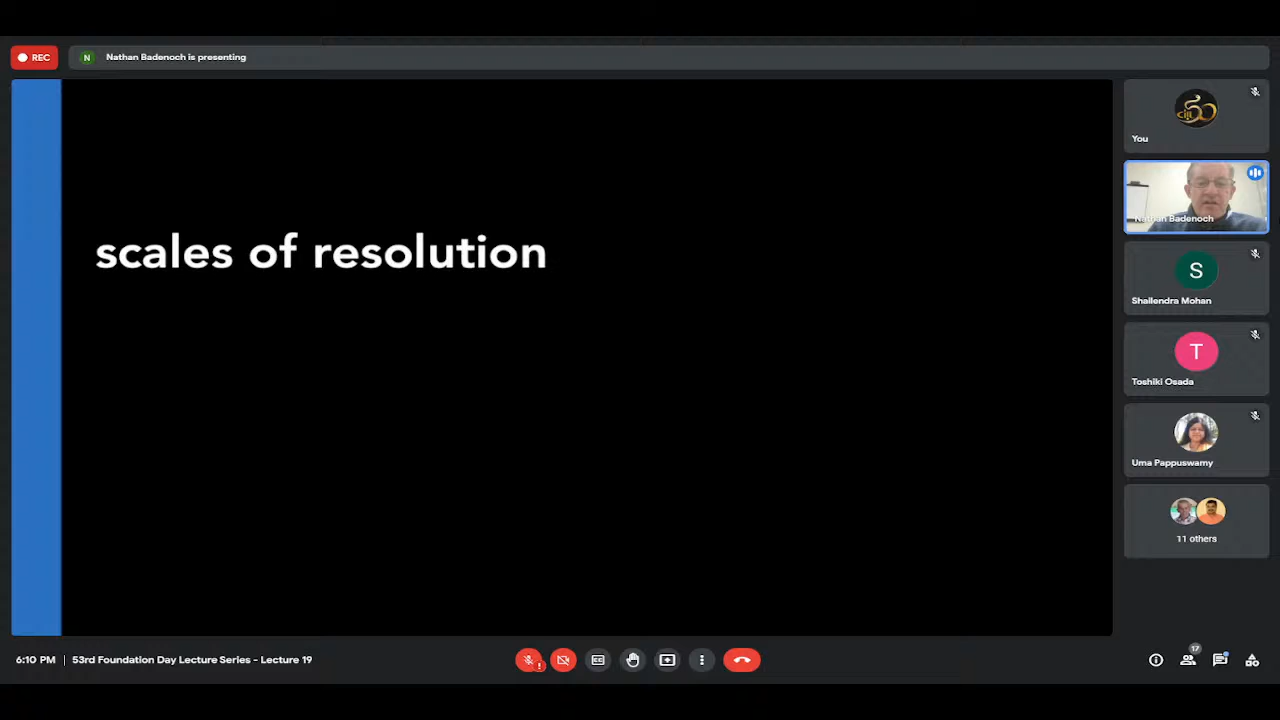 REC
N
Nathan Badenoch is presenting
scales of resolution
You
Nathan Badenoch
S
Shailendra Mohan
T
Toshiki Osada
Uma Pappuswamy
11 others
6:10 PM | 53rd Foundation Day Lecture Series - Lecture 19
17